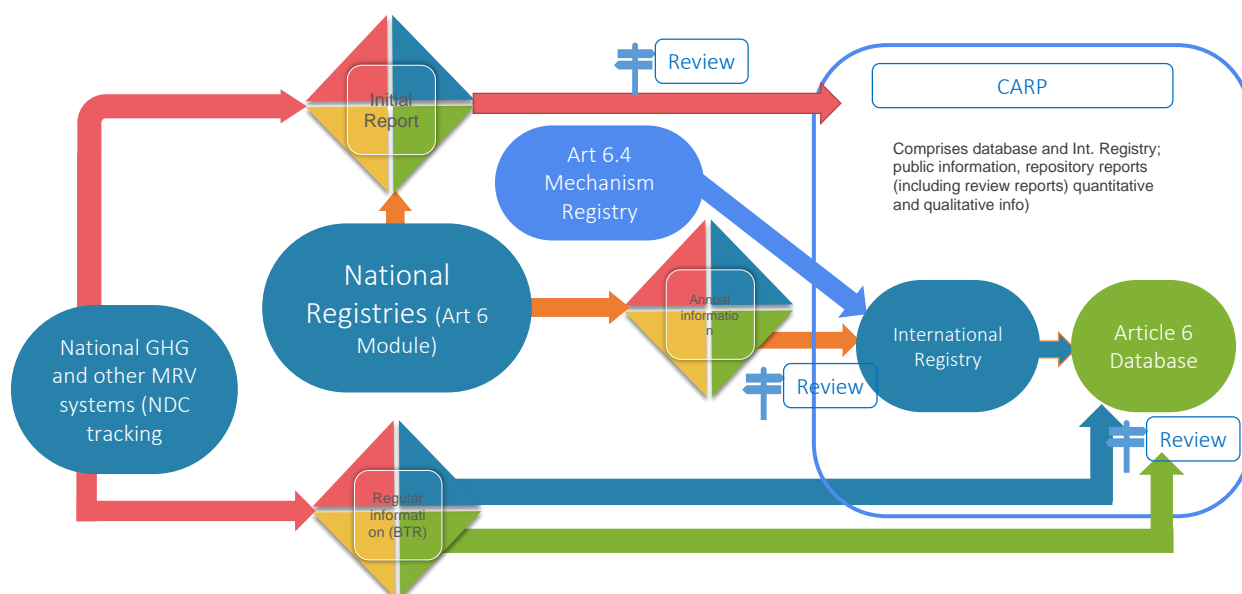 Review
CARP
Initial
Report
Art 6.4
Mechanism
Registry
Comprises database and Int. Registry;
public information, repository reports
(including review reports) quantitative
and qualitative info)
National
Registries (Art 6
Module)
Annual
informatio
n
International
Registry
Article 6
Database
National GHG
and other MRV
systems (NDC
tracking
Review
Review
Regular
informati
on (BTR)